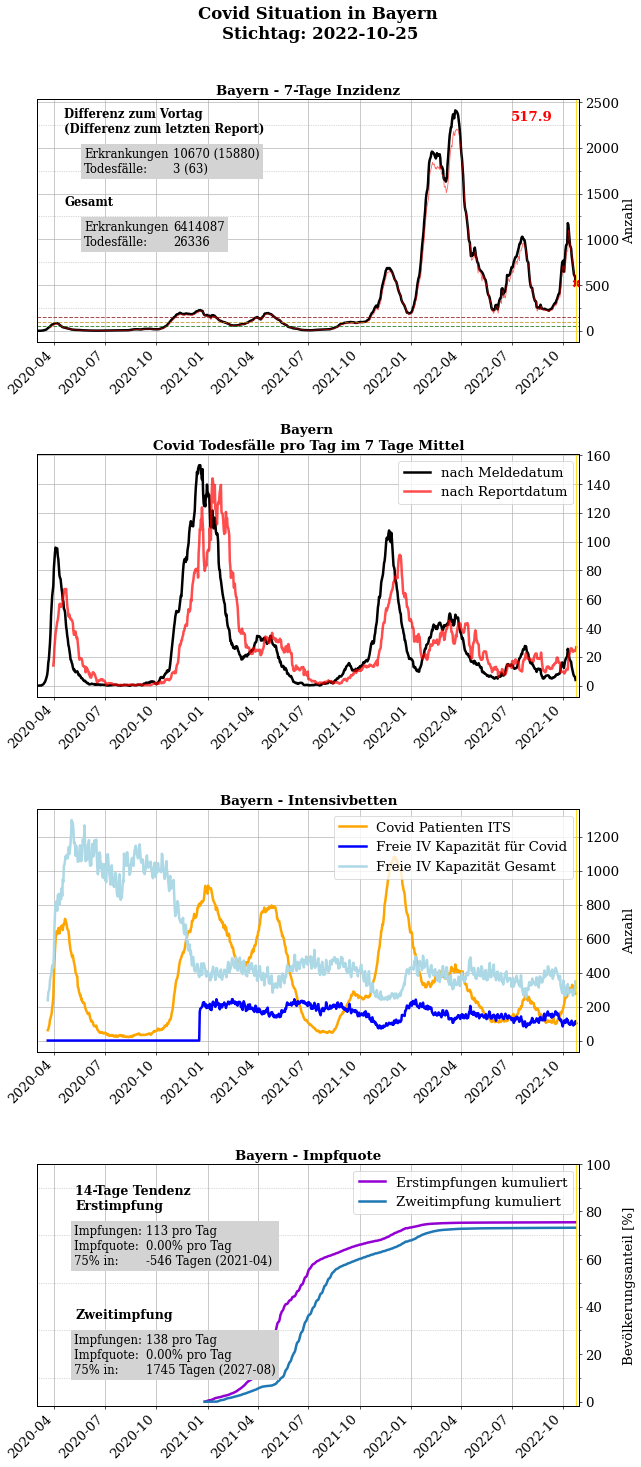 Covid Situation in Bayern
Stichtag: 2022-10-25
Bayern - 7-Tage Inzidenz
Differenz zum Vortag
(Differenz zum letzten Report)
Erkrankungen 10670 (15880)
Todesfälle: 3 (63)
Gesamt
Erkrankungen 6414087
Todesfälle: 26336
517.9
2500
2000
1500
1000
500
0
Anzahl
2020-04 2020-07 2020-10 2021-01 2021-04 2021-07 2021-10 2022-01 2022-04 2022-07 2022-10
Bayern
Covid Todesfälle pro Tag im 7 Tage Mittel
nach Meldedatum
nach Reportdatum
160
140
120
100
80
60
40
20
0
2020-04 2020-07 2020-10 2021-01 2021-04 2021-07 2021-10 2022-01 2022-04 2022-07 2022-10
Bayern - Intensivbetten
Covid Patienten ITS
Freie IV Kapazität für Covid
Freie IV Kapazität Gesamt
1200
1000
800
600
400
200
0
Anzahl
2020-04 2020-07 2020-10 2021-01 2021-04 2021-07 2021-10 2022-01 2022-04 2022-07 2022-10
Bayern - Impfquote
14-Tage Tendenz
Erstimpfung
Impfungen: 113 pro Tag
Impfquote: 0.00% pro Tag
75% in: -546 Tagen (2021-04)
Zweitimpfung
Impfungen: 138 pro Tag
Impfquote: 0.00% pro Tag
75% in: 1745 Tagen (2027-08)
Erstimpfungen kumuliert
Zweitimpfung kumuliert
100
80
60
40
20
0
Bevölkerungsanteil [%]
2020-04 2020-07 2020-10 2021-01 2021-04 2021-07 2021-10 2022-01 2022-04 2022-07 2022-10